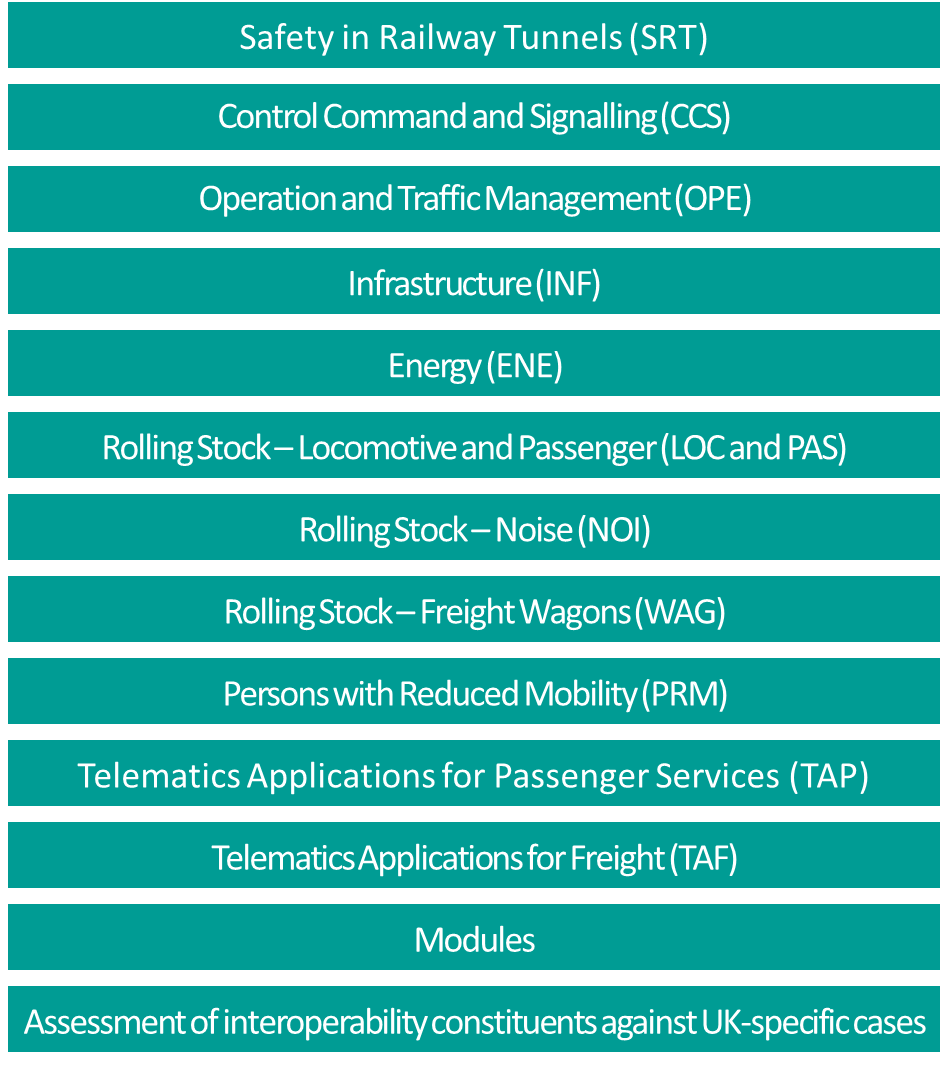 Safety in Railway Tunnels (SRT)
Control Command and Signalling (CCS)
Operation and Traffic Management (OPE)
Infrastructure (INF)
Energy (ENE)
Rolling Stock – Locomotive and Passenger (LOC and PAS)
Rolling Stock – Noise (NOI)
Rolling Stock – Freight Wagons (WAG)
Persons with Reduced Mobility (PRM)
Telematics Applications for Passenger Services (TAP)
Telematics Applications for Freight (TAF)
Modules
Assessment of interoperability constituents against UK-specific cases